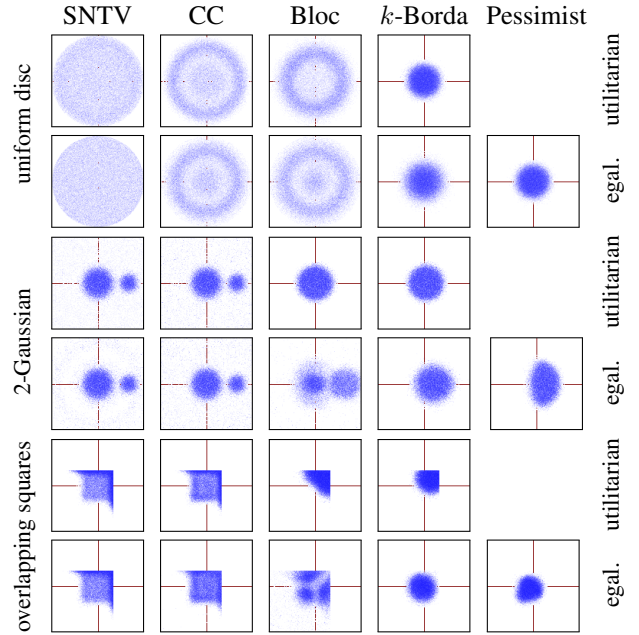 SNTV CC Bloc k-Borda Pessimist
uniform disc
utilitarian
egal.
2-Gaussian
utilitarian
egal.
overlapping squares
utilitarian
egal.